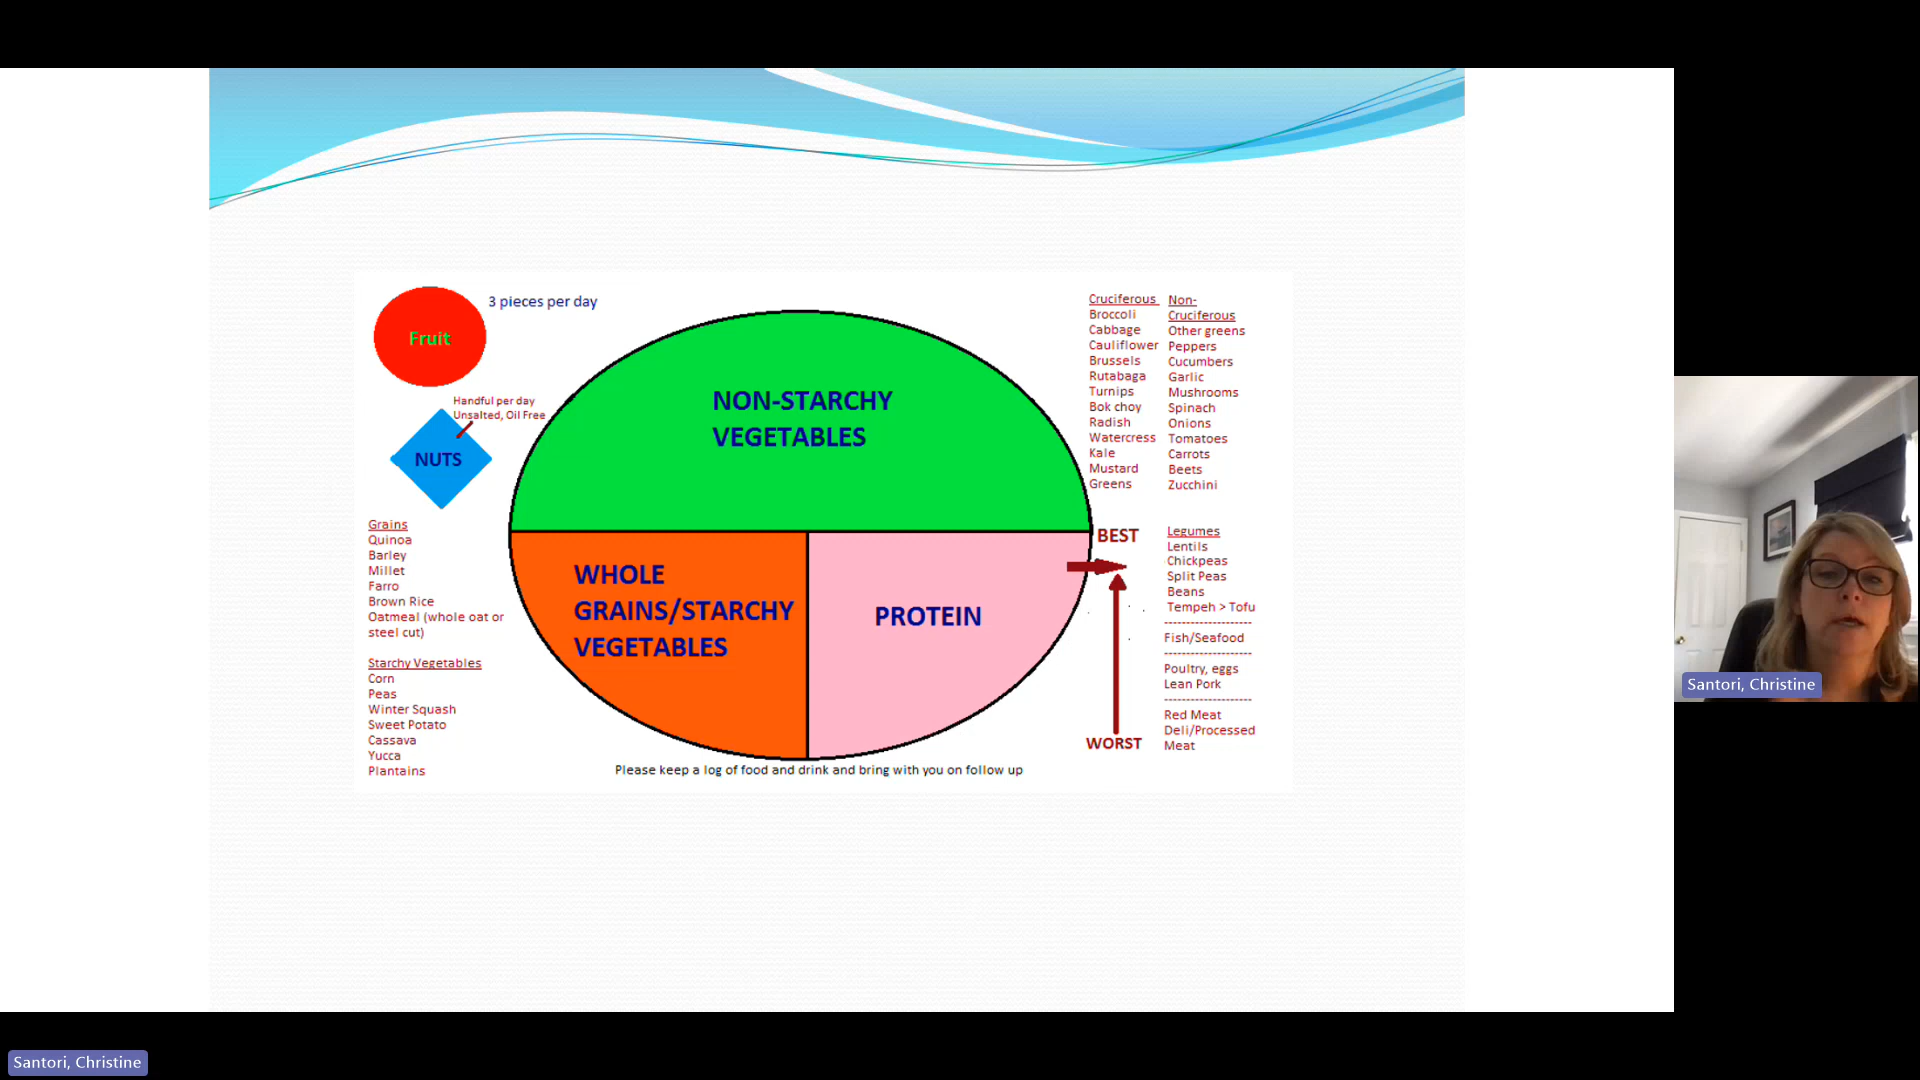 Fruit
3 pieces per day
Handful per day
Unsalted, Oil Free
NUTS
Grains
Quinoa
Barley
Millet
Farro
Brown Rice
Oatmeal (whole oat or
steel cut)
Starchy Vegetables
Corn
Peas
Winter Squash
Sweet Potato
Cassava
Yucca
Plantains
NON-STARCHY
VEGETABLES
WHOLE
GRAINS/STARCHY
VEGETABLES
PROTEIN
Please keep a log of food and drink and bring with you on follow up
Cruciferous
Broccoli
Cabbage
Cauliflower
Brussels
Rutabaga
Turnips
Bok choy
Radish
Watercress
Kale
Mustard
Greens
Non-
Cruciferous
Other greens
Peppers
Cucumbers
Garlic
Mushrooms
Spinach
Onions
Tomatoes
Carrots
Beets
Zucchini
BEST
WORST
Legumes
Lentils
Chickpeas
Split Peas
Beans
Tempeh > Tofu
--------------------
Fish/Seafood
--------------------
Poultry, eggs
Lean Pork
--------------------
Red Meat
Deli/Processed
Meat
Santori, Christine
Santori, Christine